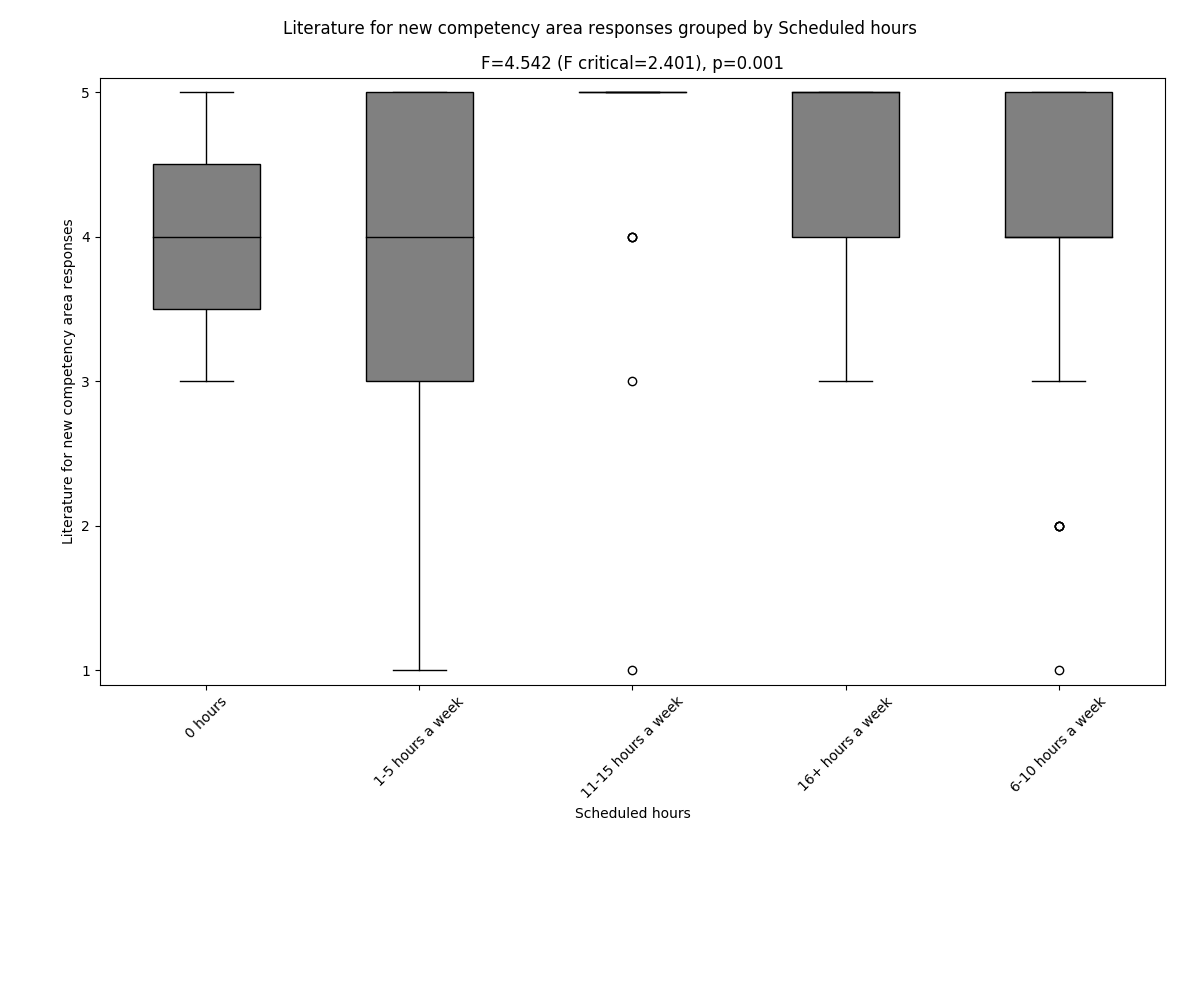 Literature for new competency area responses grouped by Scheduled hours
F=4.542 (F critical=2.401), p=0.001
Literature for new competency area responses
5
4
3
2
1
0 hours
1-5 hours a week
11-15 hours a week
16+ hours a week
6-10 hours a week
Scheduled hours